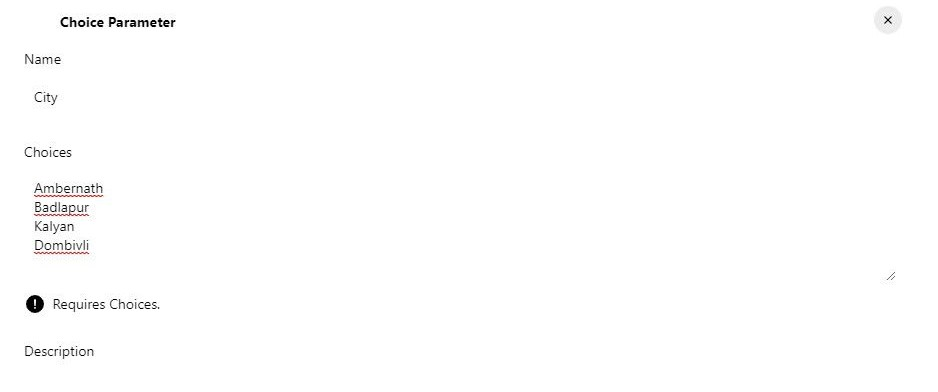 Choice Parameter
Name
City
Choices
Ambernath
Badlapur
Kalyan
Dombivli
Requires Choices.
Description